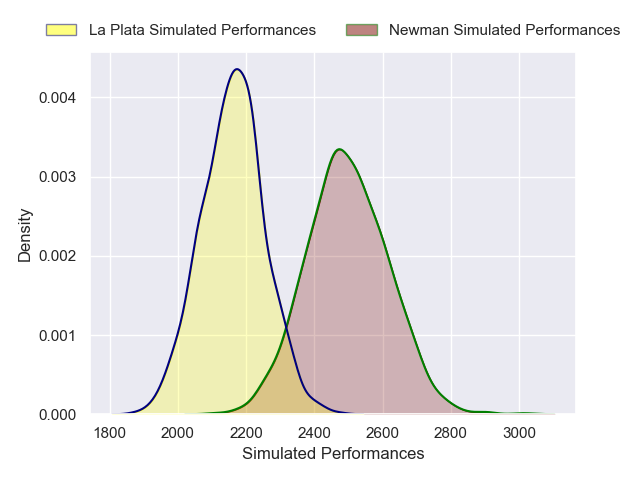 La Plata Simulated Performances Newman Simulated Performances
0.004
0.003
0.002
0.001
0.000
Density
1800 2000 2200 2400 2600 2800 3000
Simulated Performances